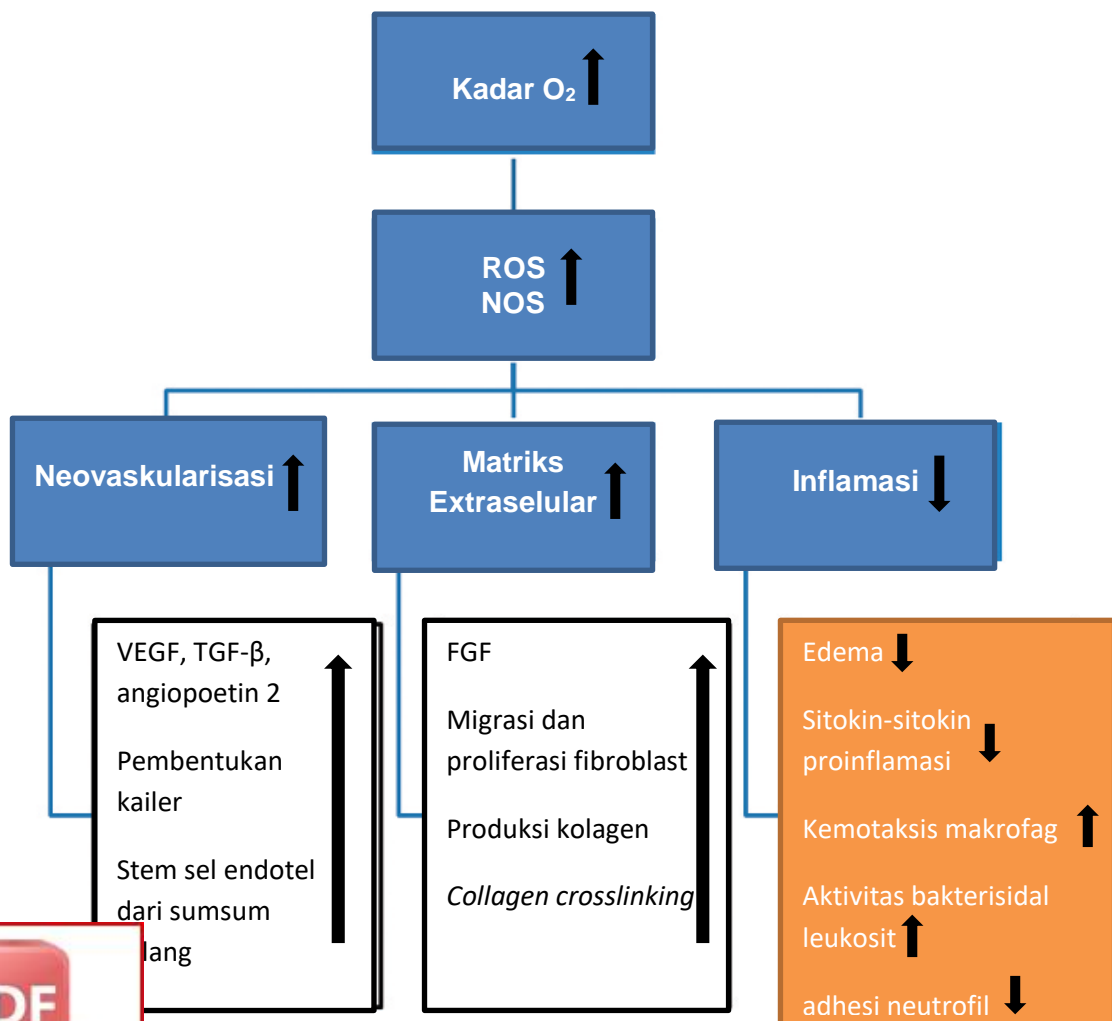 Kadar O₂
ROS
NOS
Neovaskularisasi
Matriks
Extraselular
Inflamasi
VEGF, TGF-β,
angiopoetin 2
Pembentukan
kailer
Stem sel endotel
dari sumsum
FGF
Migrasi dan
proliferasi fibroblast
Produksi kolagen
Collagen crosslinking
Edema
Sitokin-sitokin
proinflamasi
Kemotaksis makrofag
Aktivitas bakterisidal
leukosit
adhesi neutrofil